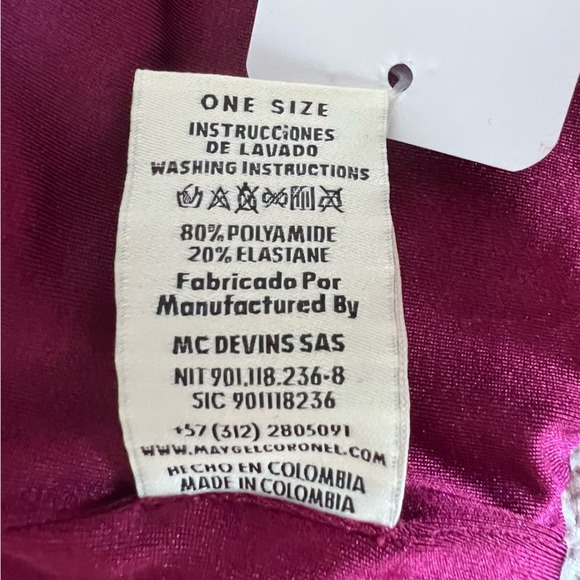 ONE SIZE
INSTRUCCIONES
DE LAVADO
WASHING INSTRUCTIONS
80% POLYAMIDE
20% ELASTANE
Fabricado Por
Manufactured By
MC DEVINS SAS
NIT 901.118.236-8
SIC 901118236
+57 (312) 2805091
WWW.MAYGELCORONEL.COM
HECHO EN COLOMBIA
MADE IN COLOMBIA